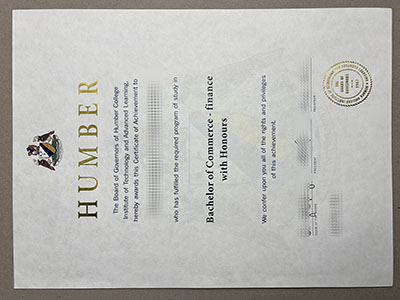 HUMBER
The Board of Governors of Humber College
Institute of Technology and Advanced Learning,
hereby awards this Certificate of Achievement to
who has fulfilled the required program of study in
Bachelor of Commerce - finance
with Honours
We confer upon you all of the rights and privileges
of this achievement.
1967